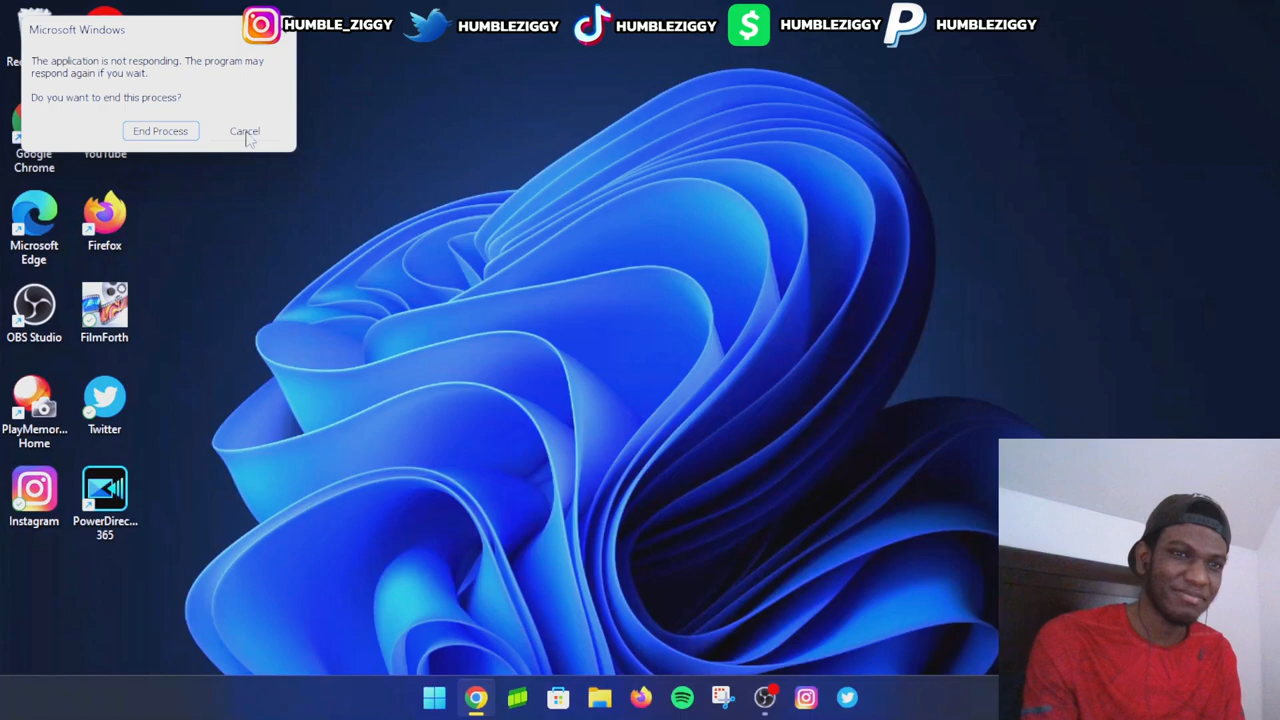 HUMBLE_ZIGGY
HUMBLEZIGGY
HUMBLEZIGGY
HUMBLEZIGGY
HUMBLEZIGGY
Microsoft Windows
The application is not responding. The program may
respond again if you wait.
Do you want to end this process?
End Process
Cancel
Google
Chrome
YouTube
Microsoft
Edge
Firefox
OBS Studio
FilmForth
PlayMemor...
Home
Twitter
Instagram
PowerDirec...
365